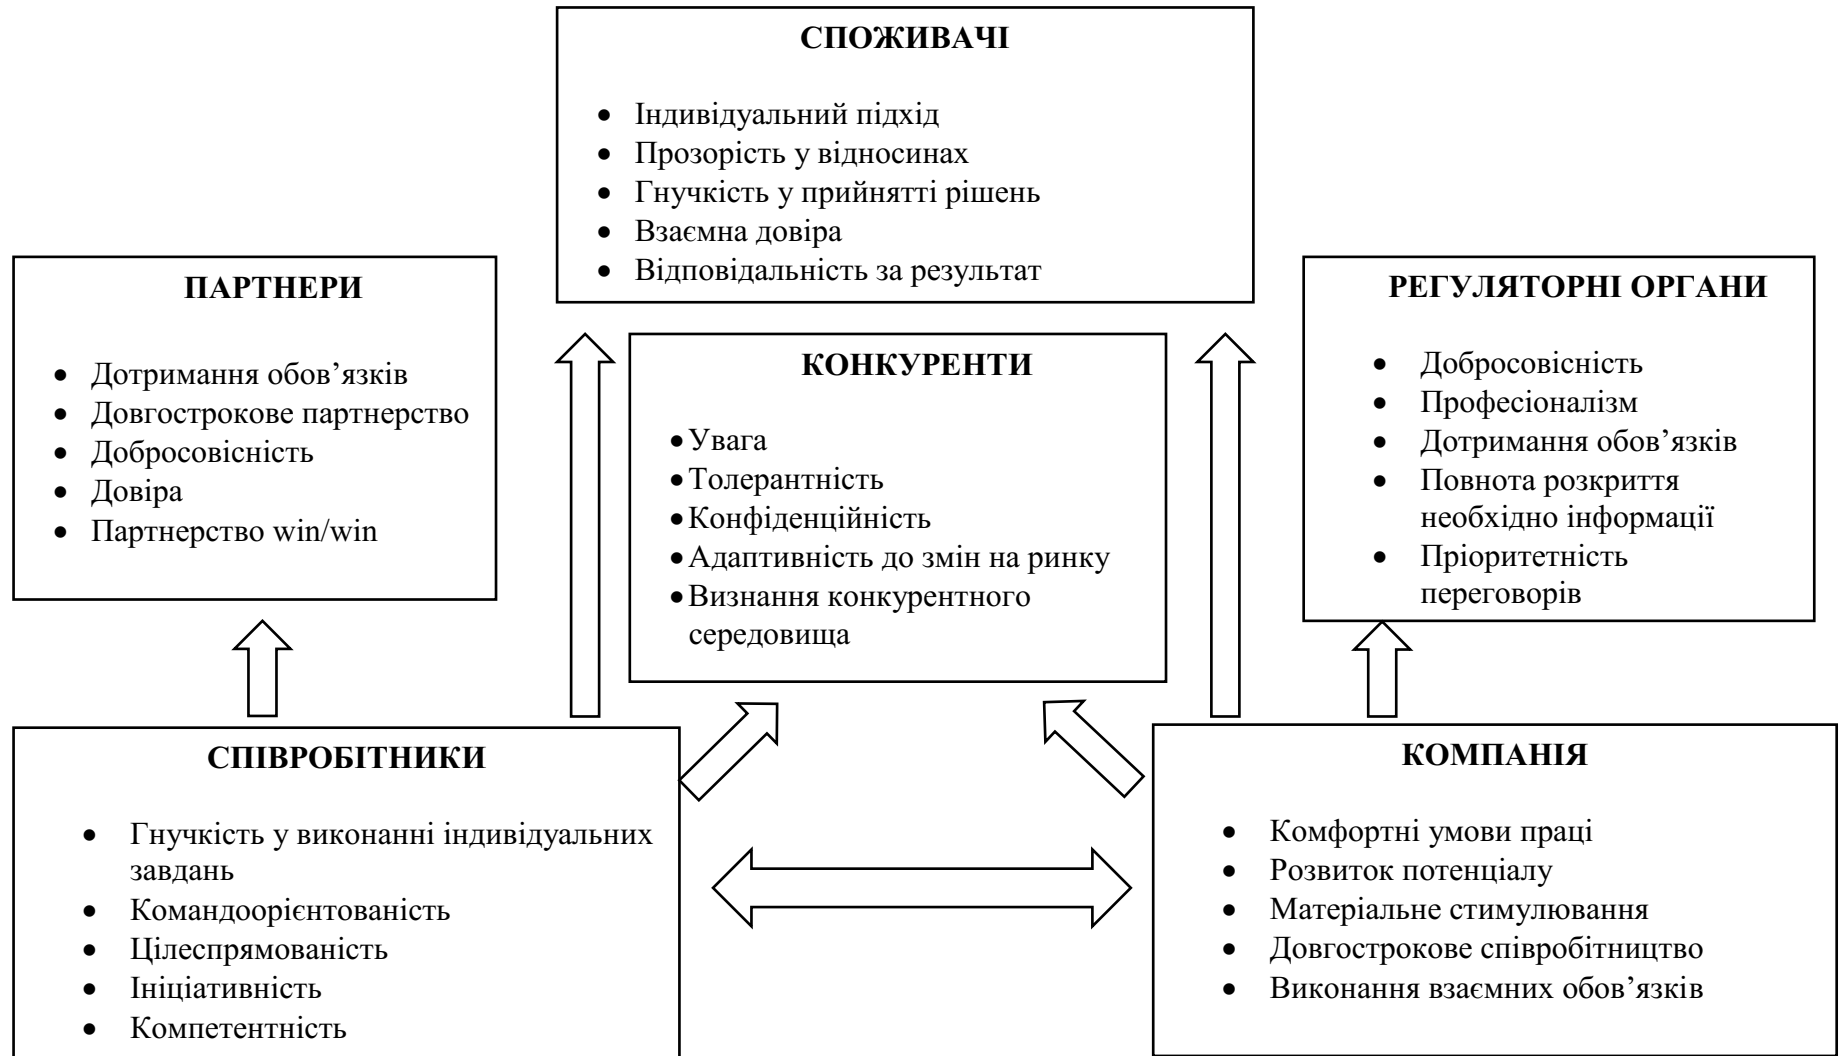 СПОЖИВАЧІ
• Індивідуальний підхід
• Прозорість у відносинах
• Гнучкість у прийнятті рішень
• Взаємна довіра
• Відповідальність за результат
ПАРТНЕРИ
• Дотримання обов’язків
• Довгострокове партнерство
• Добросовісність
• Довіра
• Партнерство win/win
КОНКУРЕНТИ
• Увага
• Толерантність
• Конфіденційність
• Адаптивність до змін на ринку
• Визнання конкурентного
середовища
РЕГУЛЯТОРНІ ОРГАНИ
• Добросовісність
• Професіоналізм
• Дотримання обов’язків
• Повнота розкриття
необхідно інформації
• Пріоритетність
переговорів
СПІВРОБІТНИКИ
• Гнучкість у виконанні індивідуальних
завдань
• Командоорієнтованість
• Цілеспрямованість
• Ініціативність
• Компетентність
КОМПАНІЯ
• Комфортні умови праці
• Розвиток потенціалу
• Матеріальне стимулювання
• Довгострокове співробітництво
• Виконання взаємних обов’язків